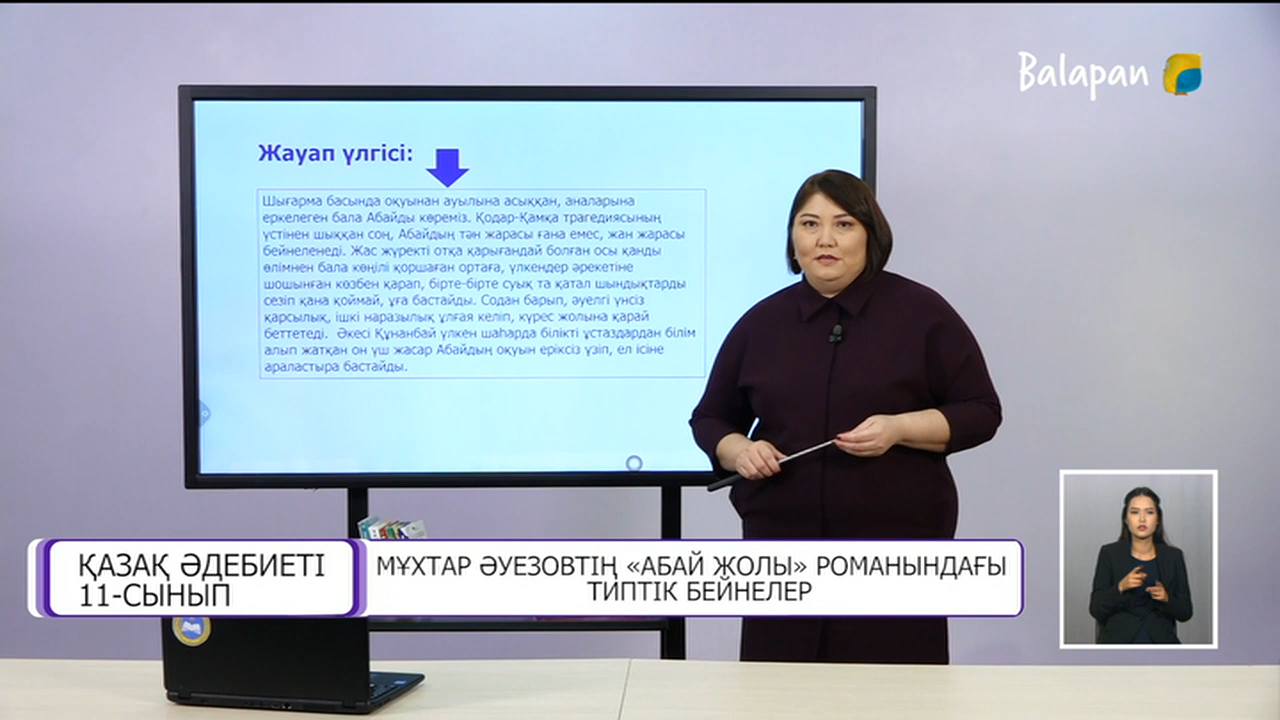 Balapan
Жауап үлгісі:
Шығарма басында оқуынан ауылына асыққан, аналарына
еркелеген бала Абайды көреміз. Қодар-Қамқа трагедиясының
үстінен шыққан соң, Абайдың тән жарасы ғана емес, жан жарасы
бейнеленеді. Жас жүректі отқа қарығандай болған осы қанды
өлімнен бала көңілі қоршаған ортаға, үлкендер әрекетіне
шошынған көзбен қарап, бірте-бірте суық та қатал шындықтарды
сезіп қана қоймай, ұға бастайды. Содан барып, әуелгі үнсіз
қарсылық, ішкі наразылық ұлғая келіп, күрес жолына қарай
беттетеді. Әкесі Құнанбай үлкен шаһарда білікті ұстаздардан білім
алып жатқан он үш жасар Абайдың оқуын еріксіз үзіп, ел ісіне
араластыра бастайды.
ҚАЗАҚ ӘДЕБИЕТІ
11-СЫНЫП
МҰХТАР ӘУЕЗОВТІҢ «АБАЙ ЖОЛЫ» РОМАНЫНДАҒЫ
ТИПТІК БЕЙНЕЛЕР